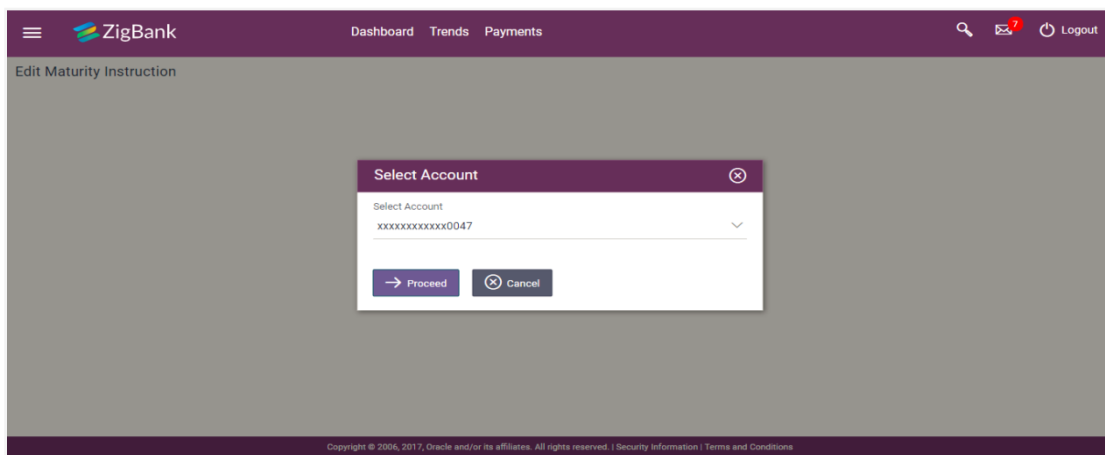 ZigBank Dashboard Trends Payments 7 Logout
Edit Maturity Instruction
Select Account
Select Account
xxxxxxxxxxxx0047
Proceed Cancel
Copyright © 2006, 2017, Oracle and/or its affiliates. All rights reserved. | Security Information | Terms and Conditions